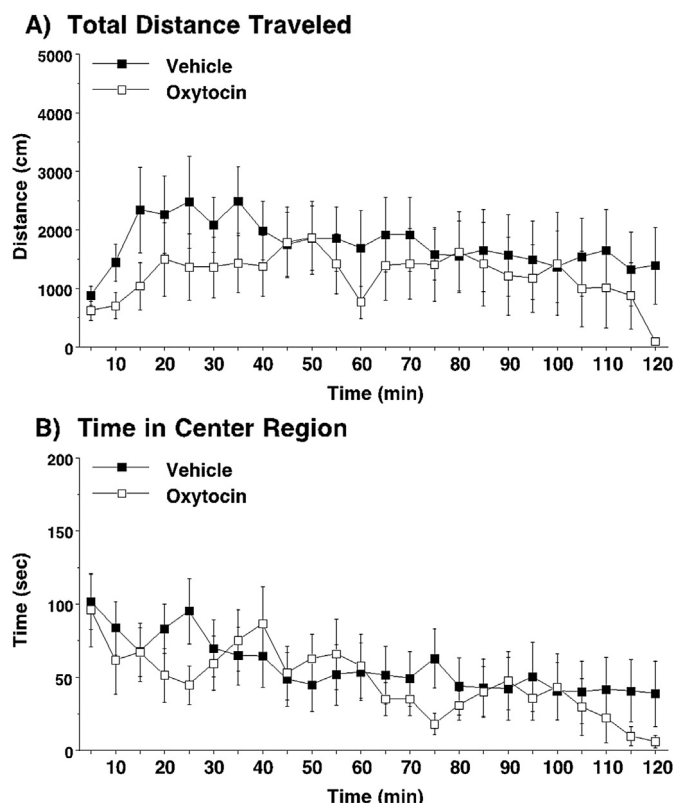 A) Total Distance Traveled
5000
Vehicle
Oxytocin
4000
3000
2000
1000
0
Distance (cm)
10 20 30 40 50 60 70 80 90 100 110 120
Time (min)
B) Time in Center Region
200
Vehicle
Oxytocin
150
100
50
0
Time (sec)
10 20 30 40 50 60 70 80 90 100 110 120
Time (min)